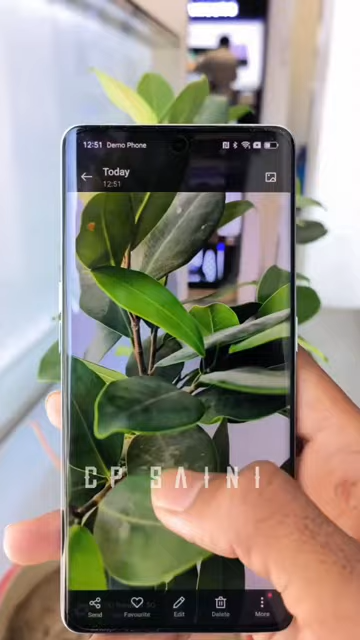 12:51 Demo Phone
Today
12:51
CP SAINI
Send
Favourite
Edit
Delete
More